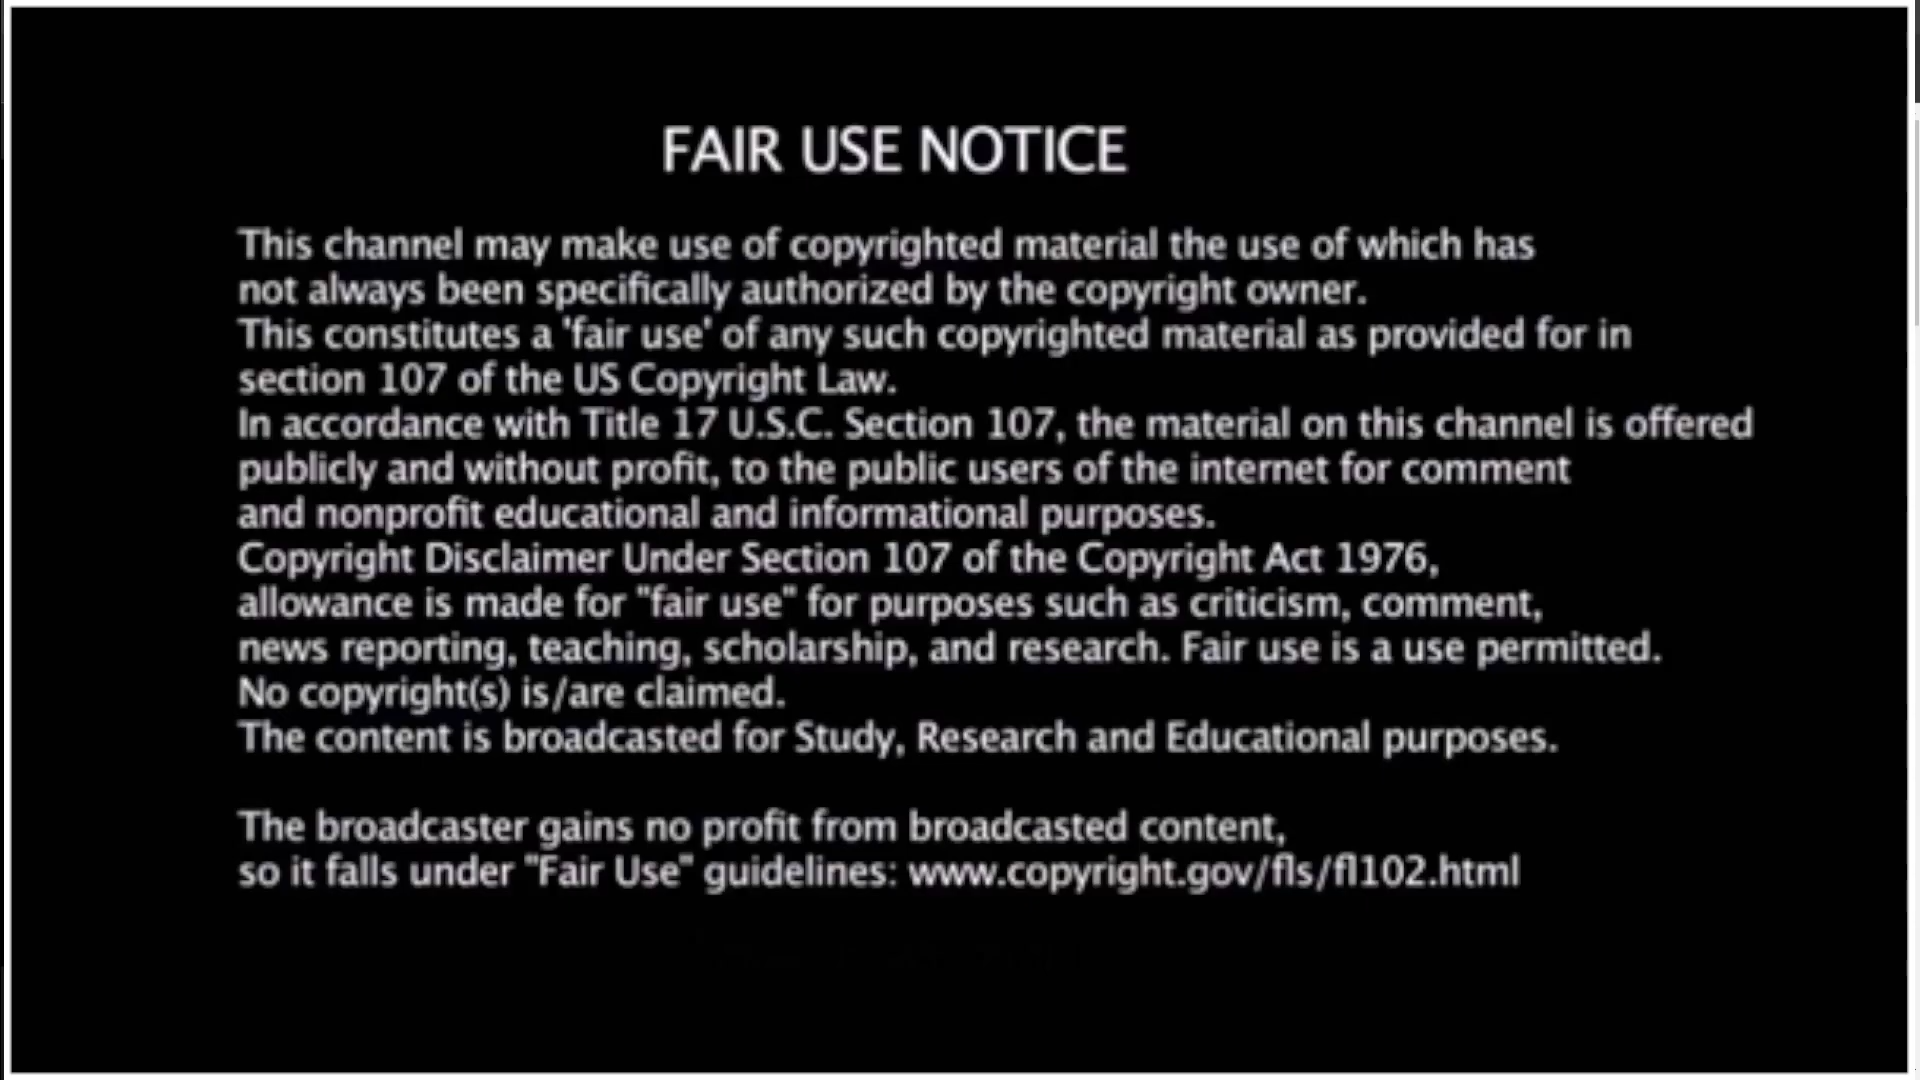 FAIR USE NOTICE
This channel may make use of copyrighted material the use of which has
not always been specifically authorized by the copyright owner.
This constitutes a 'fair use' of any such copyrighted material as provided for in
section 107 of the US Copyright Law.
In accordance with Title 17 U.S.C. Section 107, the material on this channel is offered
publicly and without profit, to the public users of the internet for comment
and nonprofit educational and informational purposes.
Copyright Disclaimer Under Section 107 of the Copyright Act 1976,
allowance is made for "fair use" for purposes such as criticism, comment,
news reporting, teaching, scholarship, and research. Fair use is a use permitted.
No copyright(s) is/are claimed.
The content is broadcasted for Study, Research and Educational purposes.
The broadcaster gains no profit from broadcasted content,
so it falls under "Fair Use" guidelines: www.copyright.gov/fls/fl102.html